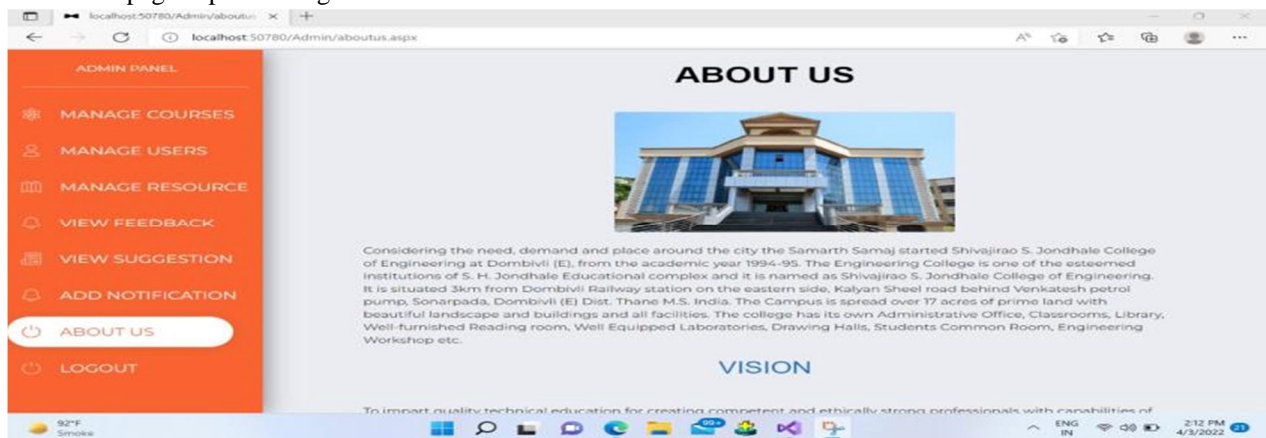 localhost:50780/Admin/aboutus
localhost:50780/Admin/aboutus.aspx
ADMIN PANEL
MANAGE COURSES
MANAGE USERS
MANAGE RESOURCE
VIEW FEEDBACK
VIEW SUGGESTION
ADD NOTIFICATION
ABOUT US
LOGOUT
ABOUT US
Considering the need, demand and place around the city the Samarth Samaj started Shivajirao S. Jondhale College
of Engineering at Dombivli (E), from the academic year 1994-95. The Engineering College is one of the esteemed
institutions of S. H. Jondhale Educational complex and it is named as Shivajirao S. Jondhale College of Engineering.
It is situated 3km from Dombivli Railway station on the eastern side, Kalyan Sheel road behind Venkatesh petrol
pump, Sonarpada, Dombivli (E) Dist. Thane M.S. India. The Campus is spread over 17 acres of prime land with
beautiful landscape and buildings and all facilities. The college has its own Administrative Office, Classrooms, Library,
Well-furnished Reading room, Well Equipped Laboratories, Drawing Halls, Students Common Room, Engineering
Workshop etc.
VISION
To impart quality technical education for creating competent and ethically strong professionals with capabilities of
92°F
Smoke
99+
ENG
IN
2:12 PM
4/3/2022